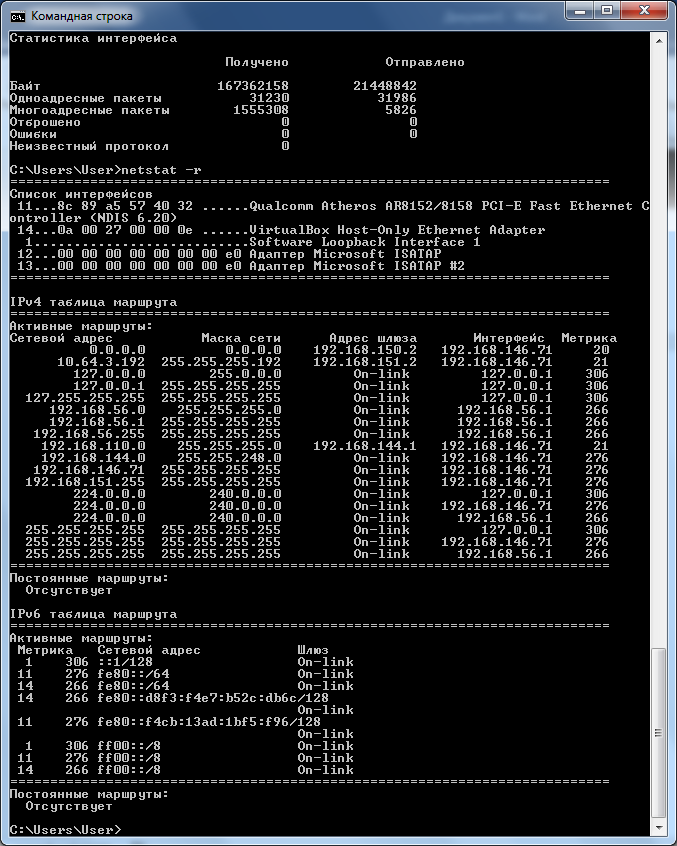 Командная строка
Статистика интерфейса
Получено Отправлено
Байт 167362158 21448842
Одноадресные пакеты 31230 31986
Многоадресные пакеты 1555308 5826
Отброшено 0 0
Ошибки 0 0
Неизвестный протокол 0
C:\Users\User>netstat -r
===========================================================================
Список интерфейсов
11...8c 89 a5 57 40 32 ......Qualcomm Atheros AR8152/8158 PCI-E Fast Ethernet C
ontroller (NDIS 6.20)
14...0a 00 27 00 00 0e ......VirtualBox Host-Only Ethernet Adapter
1...........................Software Loopback Interface 1
12...00 00 00 00 00 00 00 e0 Адаптер Microsoft ISATAP
13...00 00 00 00 00 00 00 e0 Адаптер Microsoft ISATAP #2
===========================================================================
IPv4 таблица маршрута
===========================================================================
Активные маршруты:
Сетевой адрес Маска сети Адрес шлюза Интерфейс Метрика
0.0.0.0 0.0.0.0 192.168.150.2 192.168.146.71 20
10.64.3.192 255.255.255.192 192.168.151.2 192.168.146.71 21
127.0.0.0 255.0.0.0 On-link 127.0.0.1 306
127.0.0.1 255.255.255.255 On-link 127.0.0.1 306
127.255.255.255 255.255.255.255 On-link 127.0.0.1 306
192.168.56.0 255.255.255.0 On-link 192.168.56.1 266
192.168.56.1 255.255.255.255 On-link 192.168.56.1 266
192.168.56.255 255.255.255.255 On-link 192.168.56.1 266
192.168.110.0 255.255.255.0 192.168.144.1 192.168.146.71 21
192.168.144.0 255.255.248.0 On-link 192.168.146.71 276
192.168.146.71 255.255.255.255 On-link 192.168.146.71 276
192.168.151.255 255.255.255.255 On-link 192.168.146.71 276
224.0.0.0 240.0.0.0 On-link 127.0.0.1 306
224.0.0.0 240.0.0.0 On-link 192.168.146.71 276
224.0.0.0 240.0.0.0 On-link 192.168.56.1 266
255.255.255.255 255.255.255.255 On-link 127.0.0.1 306
255.255.255.255 255.255.255.255 On-link 192.168.146.71 276
255.255.255.255 255.255.255.255 On-link 192.168.56.1 266
===========================================================================
Постоянные маршруты:
Отсутствует
IPv6 таблица маршрута
===========================================================================
Активные маршруты:
Метрика Сетевой адрес Шлюз
1 306 ::1/128 On-link
11 276 fe80::/64 On-link
14 266 fe80::/64 On-link
14 266 fe80::d8f3:f4e7:b52c:db6c/128
On-link
11 276 fe80::f4cb:13ad:1bf5:f96/128
On-link
1 306 ff00::/8 On-link
11 276 ff00::/8 On-link
14 266 ff00::/8 On-link
===========================================================================
Постоянные маршруты:
Отсутствует
C:\Users\User>